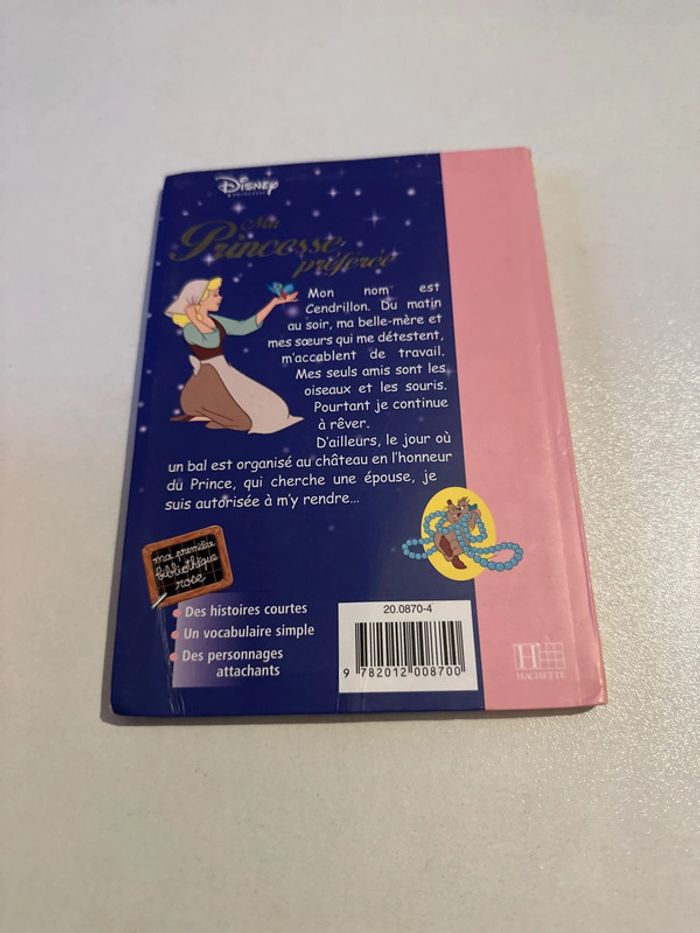 Disney
PRINCESSE
Ma
Princesse
préférée
Mon nom est
Cendrillon. Du matin
au soir, ma belle-mère et
mes sœurs qui me détestent,
m'accablent de travail.
Mes seuls amis sont les
oiseaux et les souris.
Pourtant je continue
à rêver.
D'ailleurs, le jour où
un bal est organisé au château en l'honneur
du Prince, qui cherche une épouse, je
suis autorisée à m'y rendre...
ma première
bibliothèque
rose
Des histoires courtes
Un vocabulaire simple
Des personnages
attachants
20.0870-4
9 782012 008700
H
HACHETTE